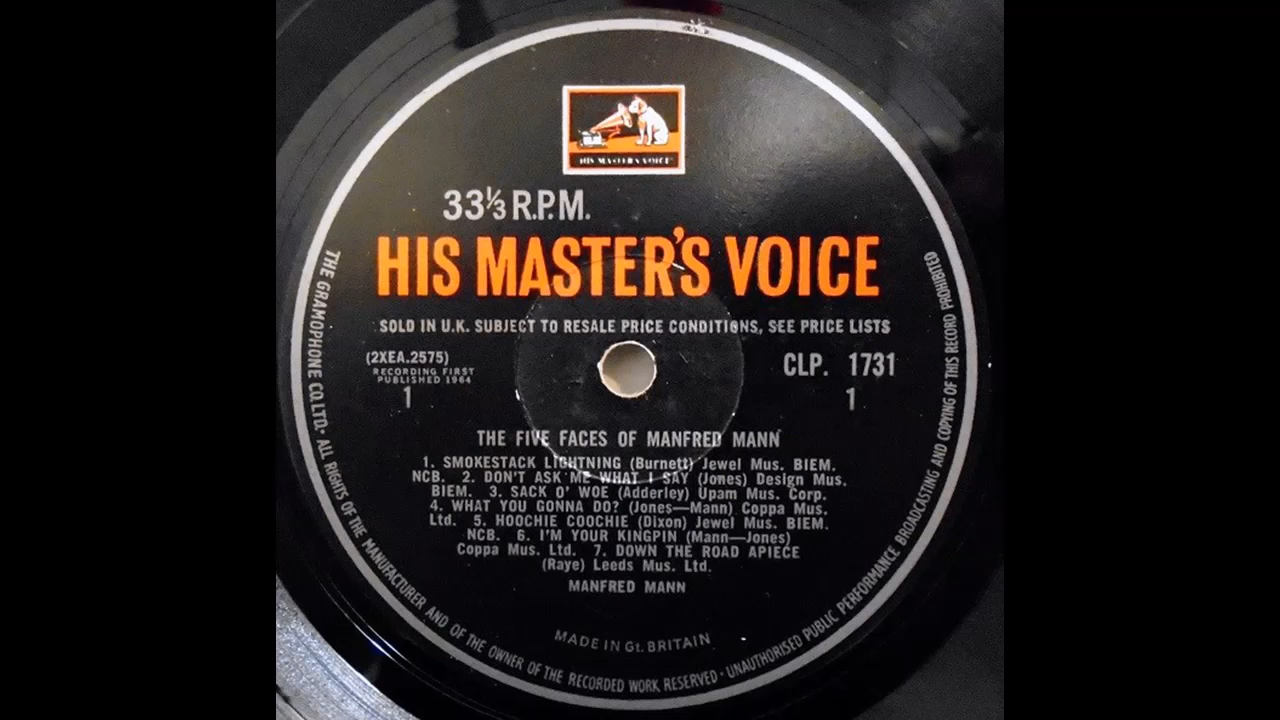 HIS MASTER'S VOICE
33⅓ R.P.M.
HIS MASTER'S VOICE
SOLD IN U.K. SUBJECT TO RESALE PRICE CONDITIONS, SEE PRICE LISTS
(2XEA.2575)
RECORDING FIRST
PUBLISHED 1964
1
CLP. 1731
1
THE FIVE FACES OF MANFRED MANN
1. SMOKESTACK LIGHTNING (Burnett) Jewel Mus. BIEM.
NCB. 2. DON'T ASK ME WHAT I SAY (Jones) Design Mus.
BIEM. 3. SACK O' WOE (Adderley) Upam Mus. Corp.
4. WHAT YOU GONNA DO? (Jones—Mann) Coppa Mus.
Ltd. 5. HOOCHIE COOCHIE (Dixon) Jewel Mus. BIEM.
NCB. 6. I'M YOUR KINGPIN (Mann—Jones)
Coppa Mus. Ltd. 7. DOWN THE ROAD APIECE
(Raye) Leeds Mus. Ltd.
MANFRED MANN
MADE IN Gt. BRITAIN
THE GRAMOPHONE CO. LTD. ALL RIGHTS OF THE MANUFACTURER AND OF THE OWNER OF THE RECORDED WORK RESERVED · UNAUTHORISED PUBLIC PERFORMANCE BROADCASTING AND COPYING OF THIS RECORD PROHIBITED